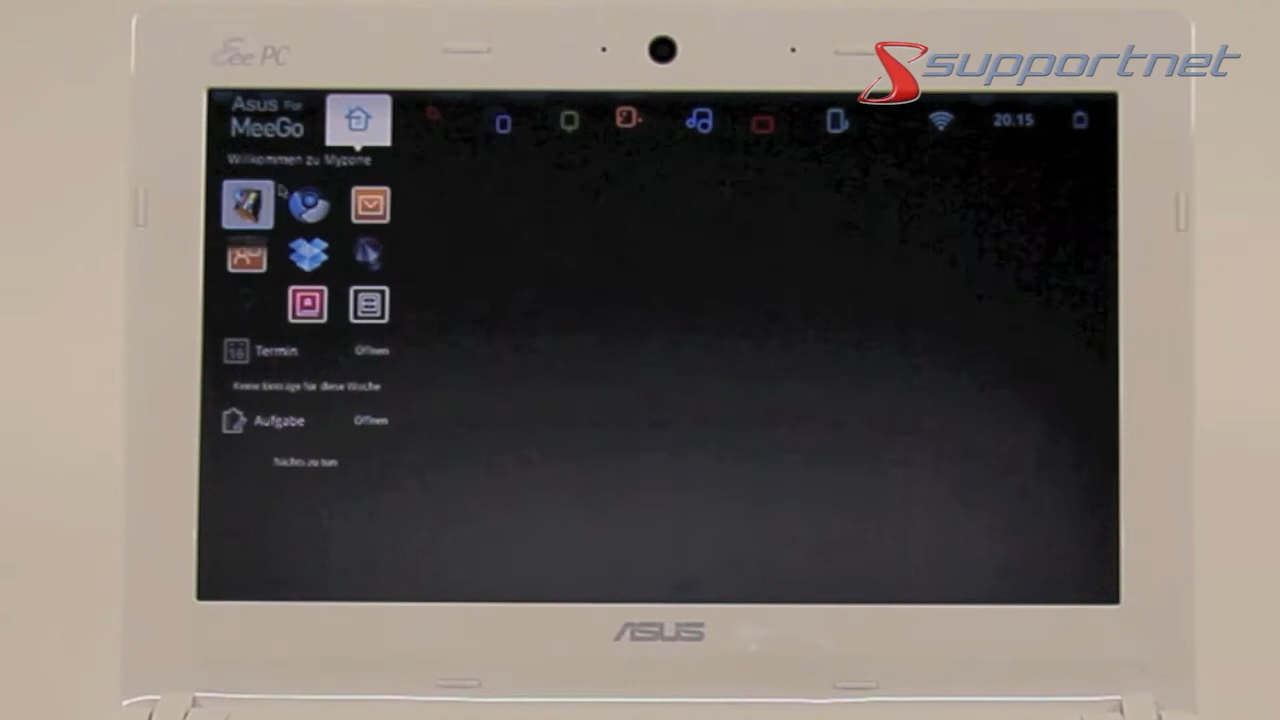 Eee PC
supportnet
Asus
MeeGo
20.15
Willkommen zu Myzone
16
Termin
Öffnen
Keine Einträge für diese Woche
Aufgabe
Öffnen
Nichts zu tun
ASUS